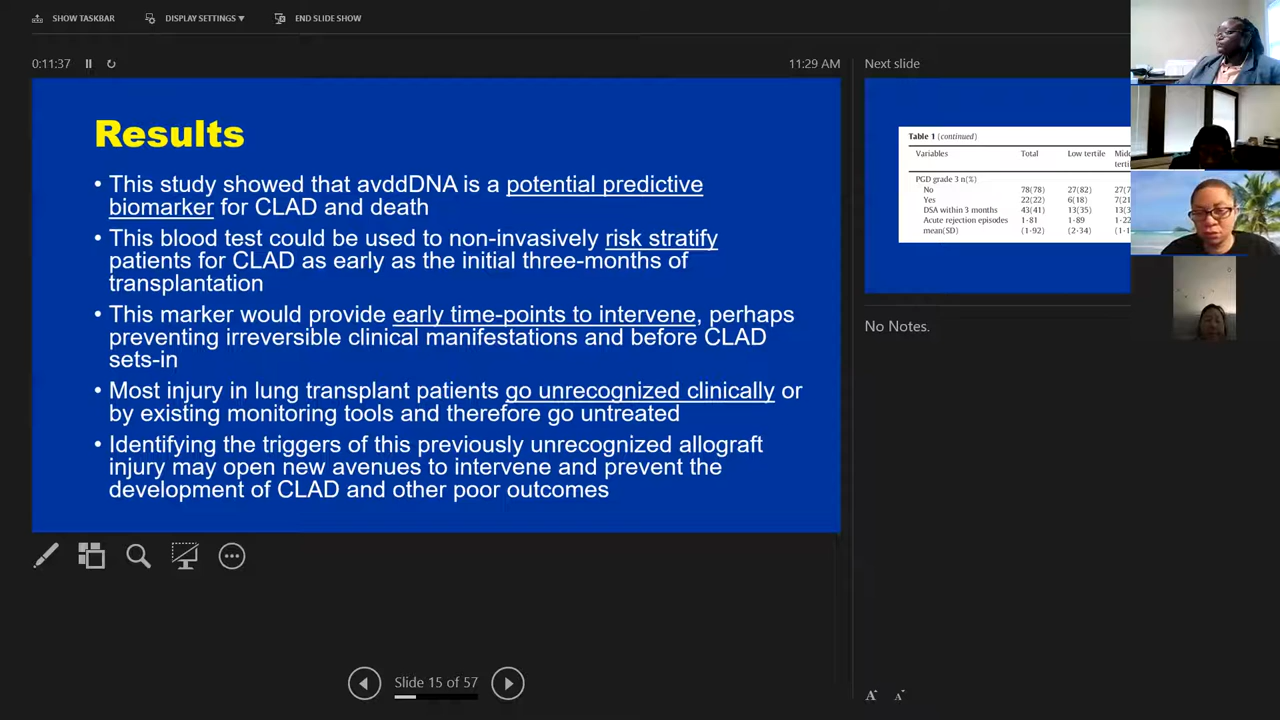 SHOW TASKBAR
DISPLAY SETTINGS ▾
END SLIDE SHOW
0:11:37
11:29 AM
Results
• This study showed that avddDNA is a potential predictive
biomarker for CLAD and death
• This blood test could be used to non-invasively risk stratify
patients for CLAD as early as the initial three-months of
transplantation
• This marker would provide early time-points to intervene, perhaps
preventing irreversible clinical manifestations and before CLAD
sets-in
• Most injury in lung transplant patients go unrecognized clinically or
by existing monitoring tools and therefore go untreated
• Identifying the triggers of this previously unrecognized allograft
injury may open new avenues to intervene and prevent the
development of CLAD and other poor outcomes
Slide 15 of 57
Next slide
Table 1 (continued)
Variables Total Low tertile
tertile
PGD grade 3 n(%)
No 78(78) 27(82)
Yes 22(22) 6(18)
DSA within 3 months 43(41) 13(35)
Acute rejection episodes 1·81 1·89
mean(SD) (1·92) (2·34)
No Notes.
A A